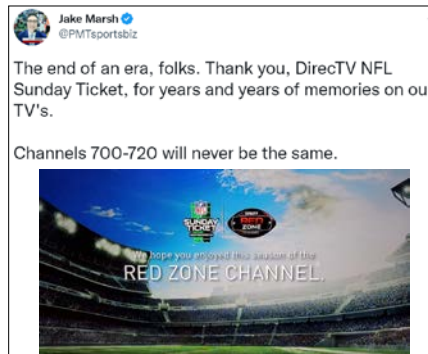 Jake Marsh
@PMTsportsbiz
The end of an era, folks. Thank you, DirecTV NFL
Sunday Ticket, for years and years of memories on ou
TV's.
Channels 700-720 will never be the same.
SUNDAY
TICKET
RED
ZONE
We hope you enjoyed this season of the
RED ZONE CHANNEL.